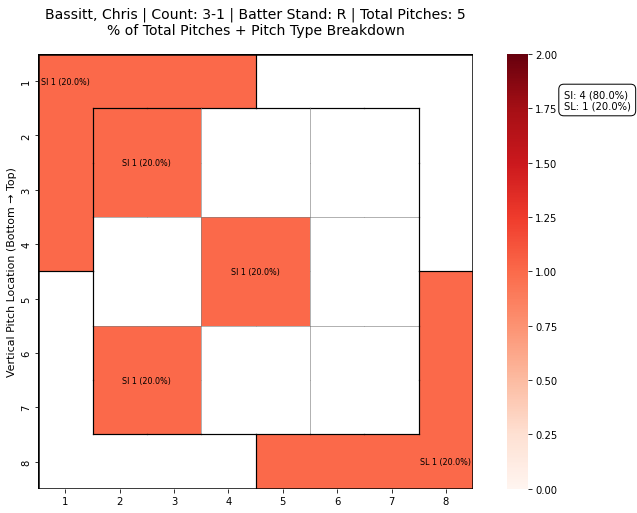 Bassitt, Chris | Count: 3-1 | Batter Stand: R | Total Pitches: 5
% of Total Pitches + Pitch Type Breakdown
Vertical Pitch Location (Bottom → Top)
1
2
3
4
5
6
7
8
SI 1 (20.0%)
SI 1 (20.0%)
SI 1 (20.0%)
SI 1 (20.0%)
SL 1 (20.0%)
1
2
3
4
5
6
7
8
2.00
1.75
1.50
1.25
1.00
0.75
0.50
0.25
0.00
SI: 4 (80.0%)
SL: 1 (20.0%)